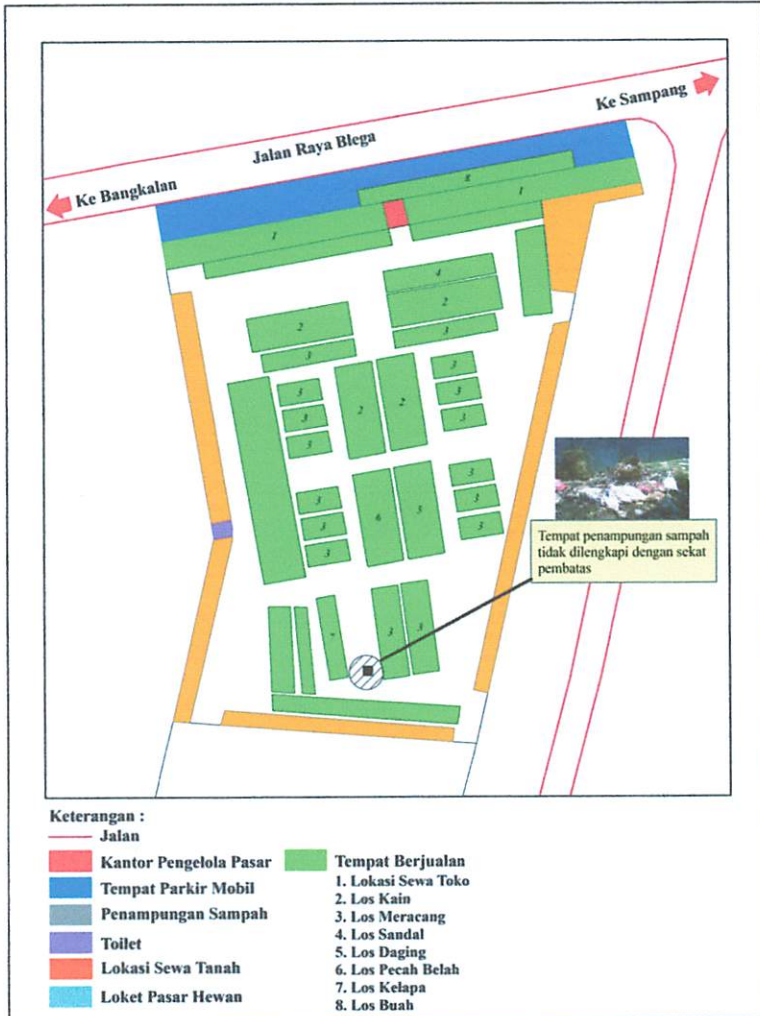 Ke Sampang
Jalan Raya Blega
Ke Bangkalan
8
1
1
4
2
2
3
3
3
3
3
2
2
3
3
3
3
3
3
6
5
3
3
3
3
3
Tempat penampungan sampah
tidak dilengkapi dengan sekat
pembatas
7
3
3
Keterangan :
Jalan
Kantor Pengelola Pasar
Tempat Parkir Mobil
Penampungan Sampah
Toilet
Lokasi Sewa Tanah
Loket Pasar Hewan
Tempat Berjualan
1. Lokasi Sewa Toko
2. Los Kain
3. Los Meracang
4. Los Sandal
5. Los Daging
6. Los Pecah Belah
7. Los Kelapa
8. Los Buah